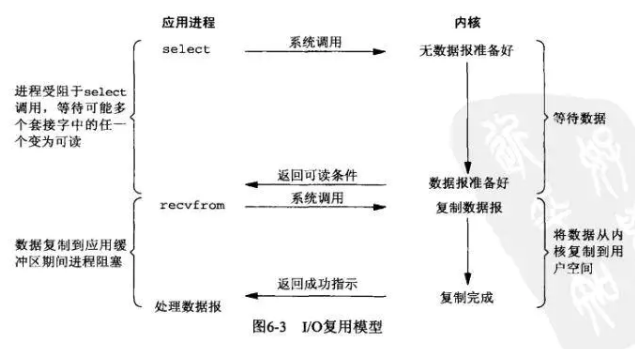 应用进程
内核
select
系统调用
无数据报准备好
进程受阻于select
调用，等待可能多
个套接字中的任一
个变为可读
等待数据
返回可读条件
数据报准备好
recvfrom
系统调用
复制数据报
数据复制到应用缓
冲区期间进程阻塞
将数据从内
核复制到用
户空间
返回成功指示
复制完成
处理数据报
图6-3 I/O复用模型